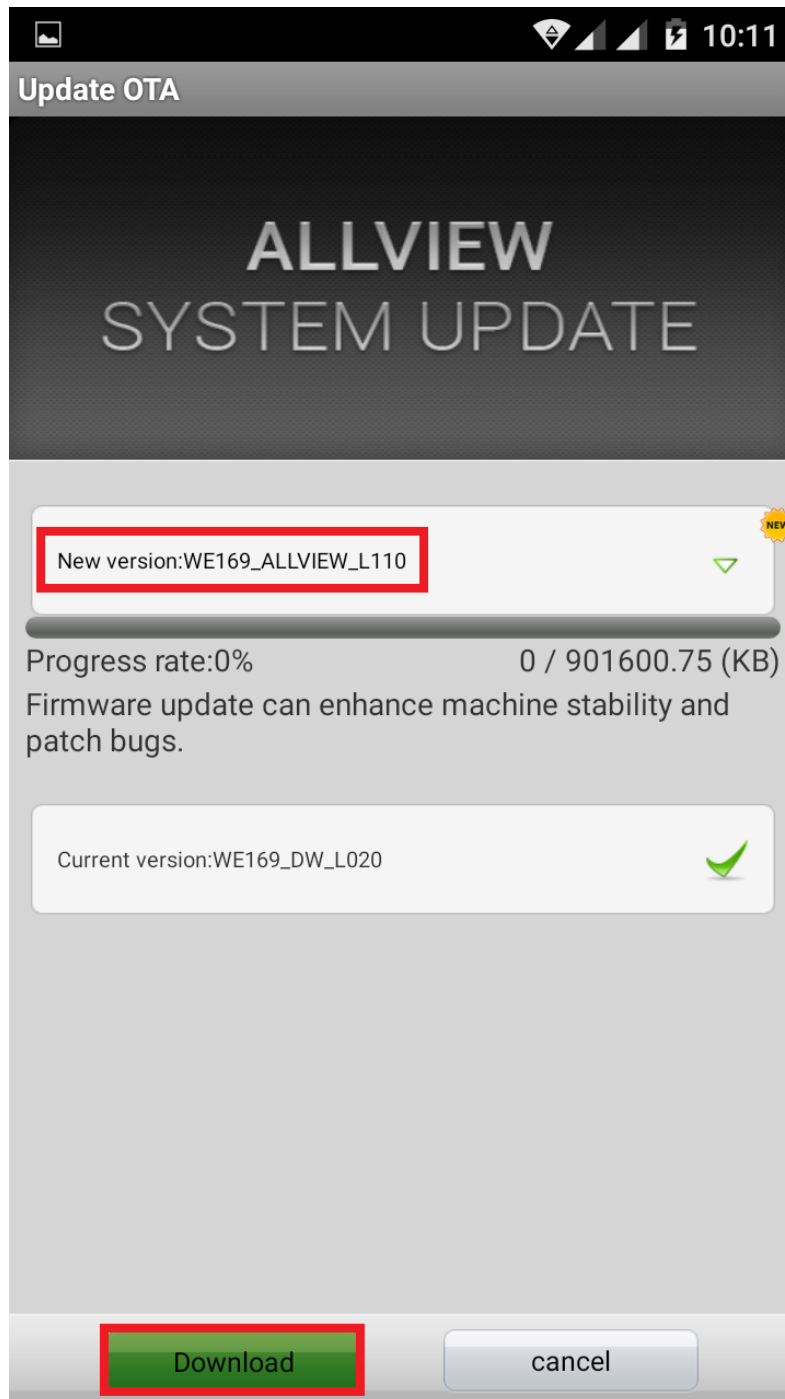 10:11
Update OTA
ALLVIEW
SYSTEM UPDATE
NEW
New version:WE169_ALLVIEW_L110
Progress rate:0% 0 / 901600.75 (KB)
Firmware update can enhance machine stability and
patch bugs.
Current version:WE169_DW_L020
Download cancel